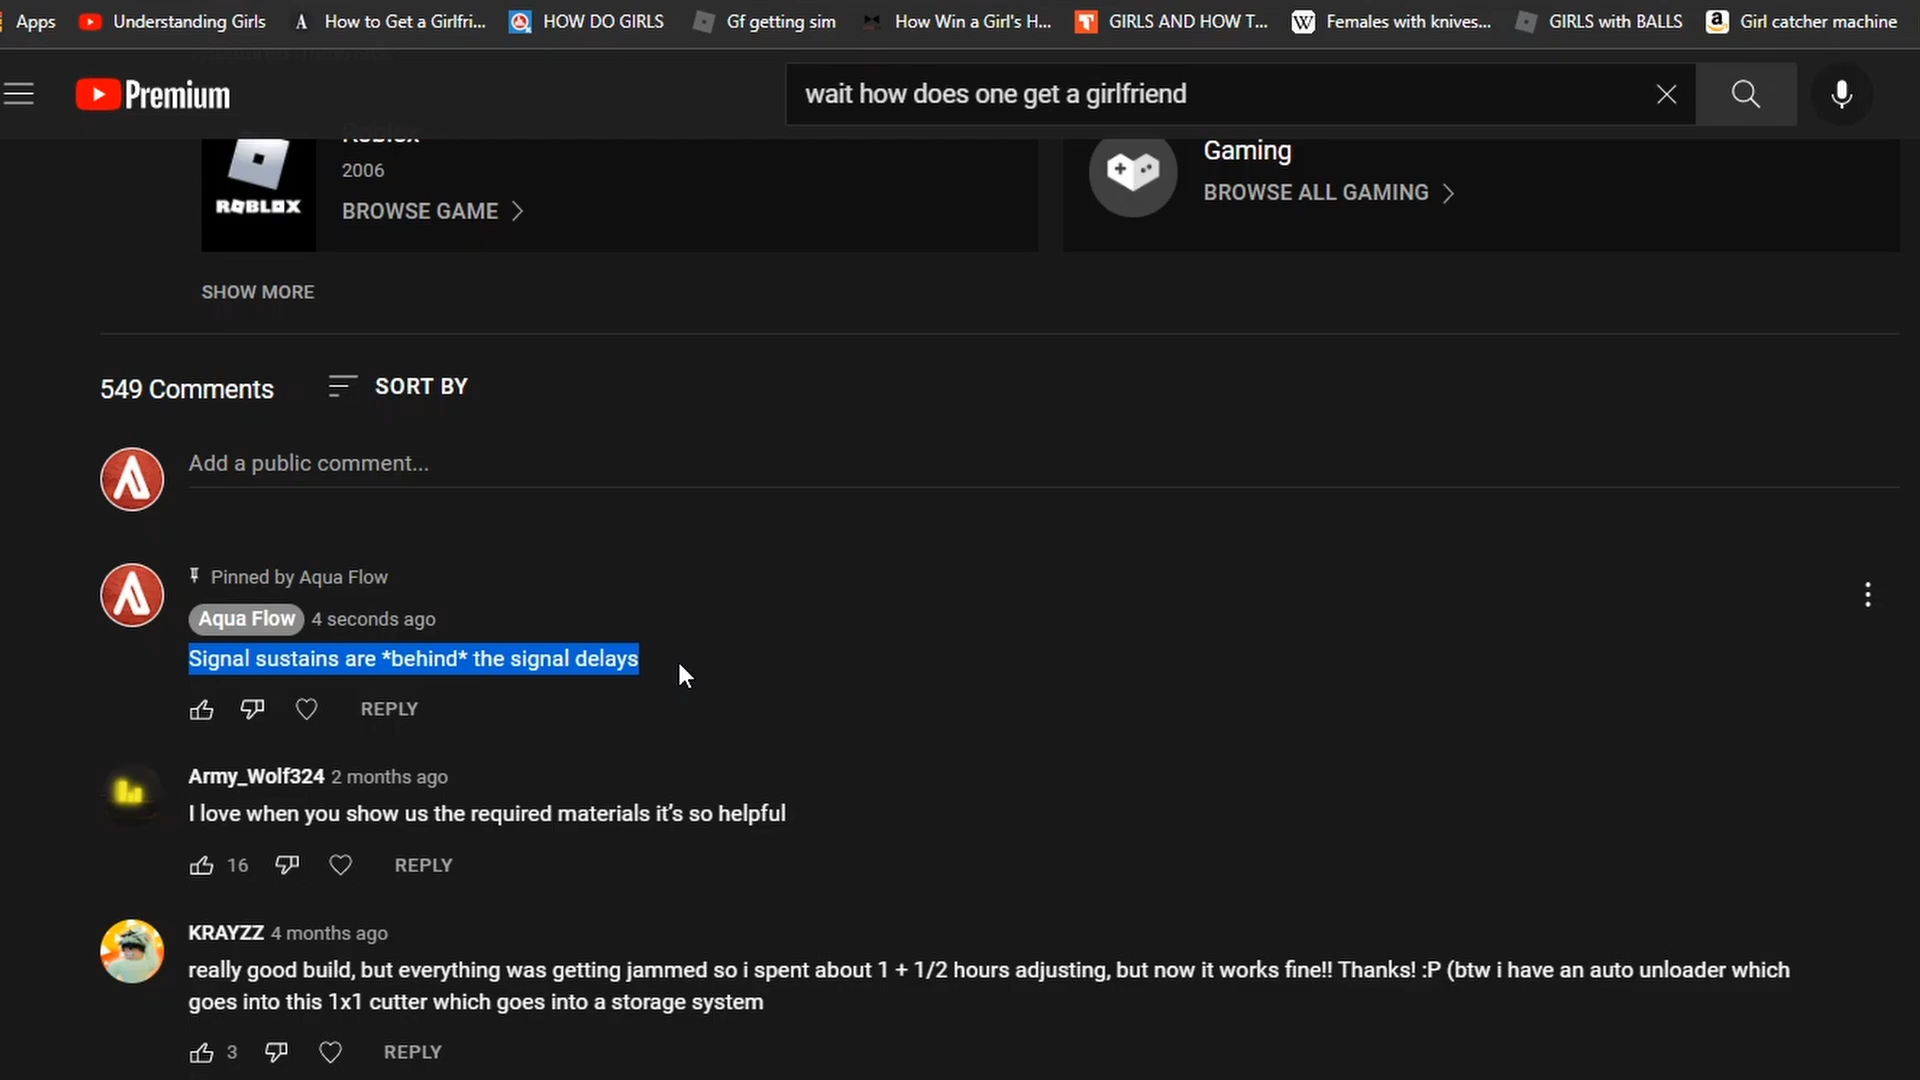 Apps Understanding Girls How to Get a Girlfri... HOW DO GIRLS Gf getting sim How Win a Girl's H... GIRLS AND HOW T... Females with knives... GIRLS with BALLS Girl catcher machine
Premium wait how does one get a girlfriend
Roblox
2006
BROWSE GAME
ROBLOX
Gaming
BROWSE ALL GAMING
SHOW MORE
549 Comments SORT BY
Add a public comment...
Pinned by Aqua Flow
Aqua Flow 4 seconds ago
Signal sustains are *behind* the signal delays
REPLY
Army_Wolf324 2 months ago
I love when you show us the required materials it's so helpful
16 REPLY
KRAYZZ 4 months ago
really good build, but everything was getting jammed so i spent about 1 + 1/2 hours adjusting, but now it works fine!! Thanks! :P (btw i have an auto unloader which
goes into this 1x1 cutter which goes into a storage system
3 REPLY